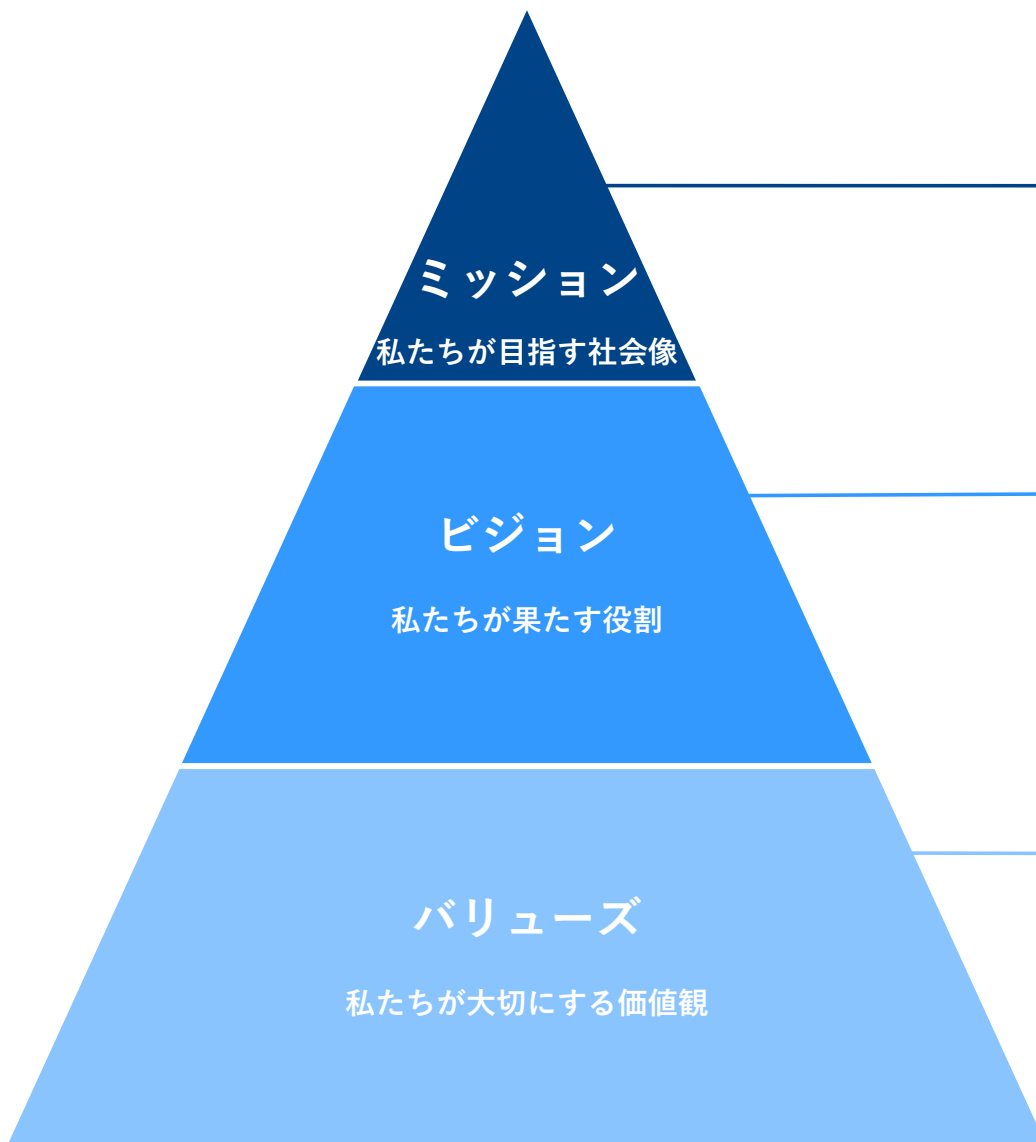 ミッション
私たちが目指す社会像
ビジョン
私たちが果たす役割
バリューズ
私たちが大切にする価値観